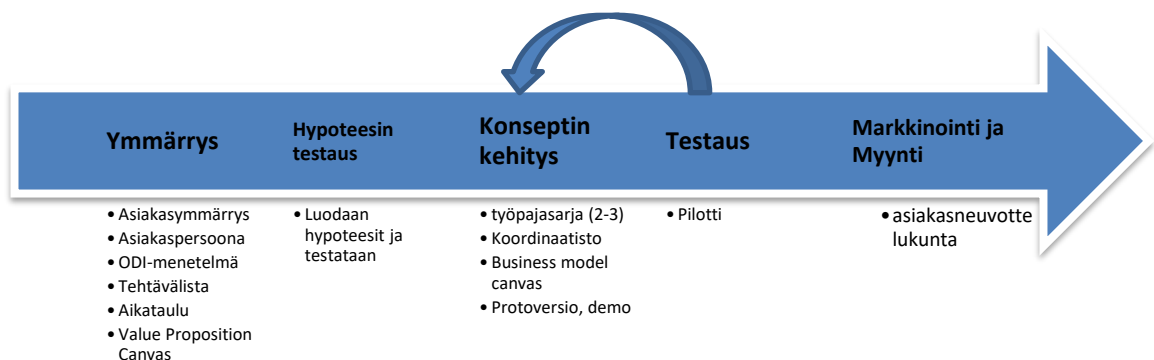 Ymmärrys
Hypoteesin
testaus
Konseptin
kehitys
Testaus
Markkinointi ja
Myynti
• Asiakasymmärrys
• Asiakaspersoona
• ODI-menetelmä
• Tehtävälista
• Aikataulu
• Value Proposition
Canvas
• Luodaan
hypoteesit ja
testataan
• työpajasarja (2-3)
• Koordinaatisto
• Business model
canvas
• Protoversio, demo
• Pilotti
• asiakasneuvotte
lukunta